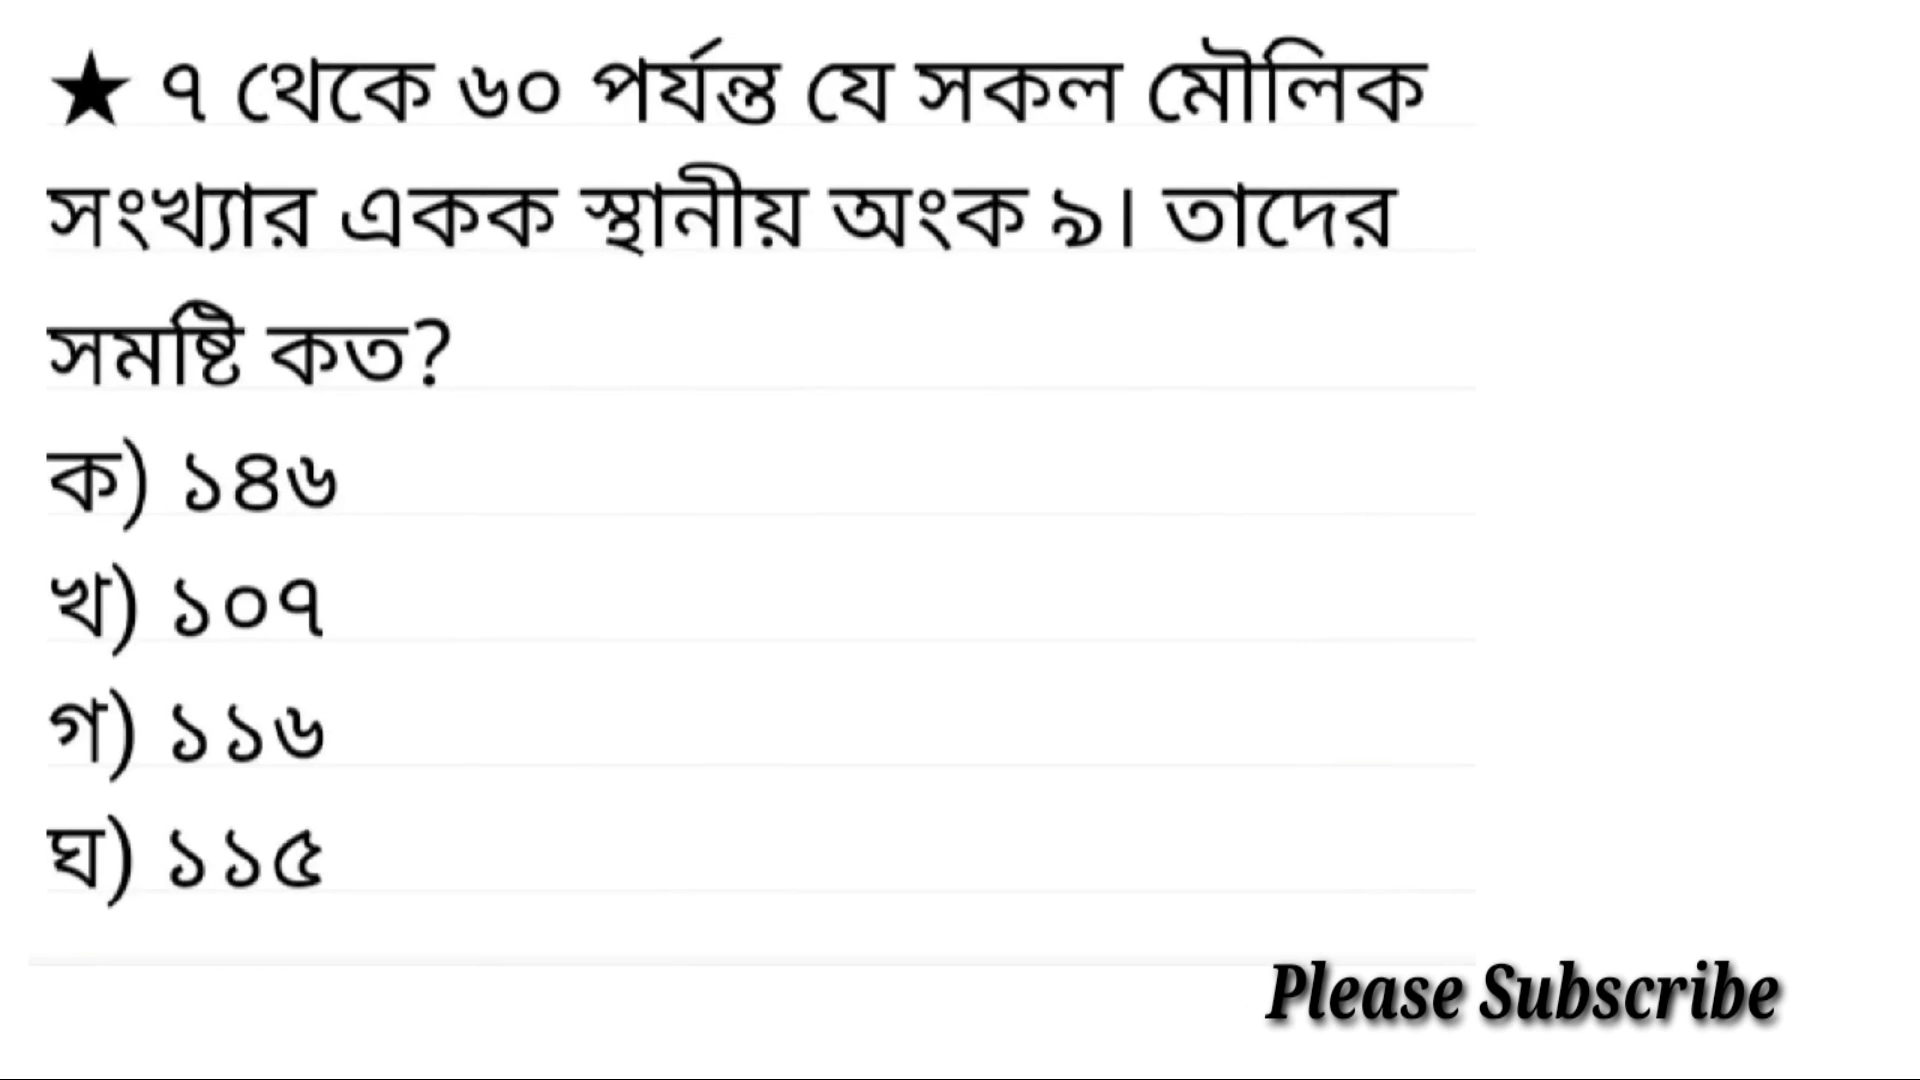 ★ ৭ থেকে ৬০ পর্যন্ত যে সকল মৌলিক
সংখ্যার একক স্থানীয় অংক ৯। তাদের
সমষ্টি কত?
ক) ১৪৬
খ) ১০৭
গ) ১১৬
ঘ) ১১৫
Please Subscribe